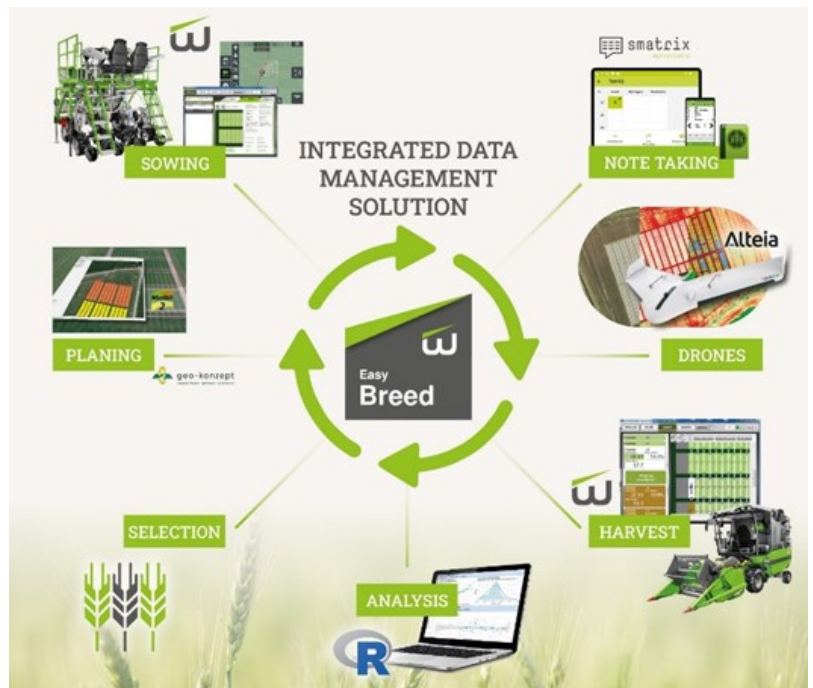 smatrix
SOWING
INTEGRATED DATA
MANAGEMENT
SOLUTION
NOTE TAKING
Alteia
PLANING
geo-konzept
Easy
Breed
DRONES
SELECTION
HARVEST
ANALYSIS
R